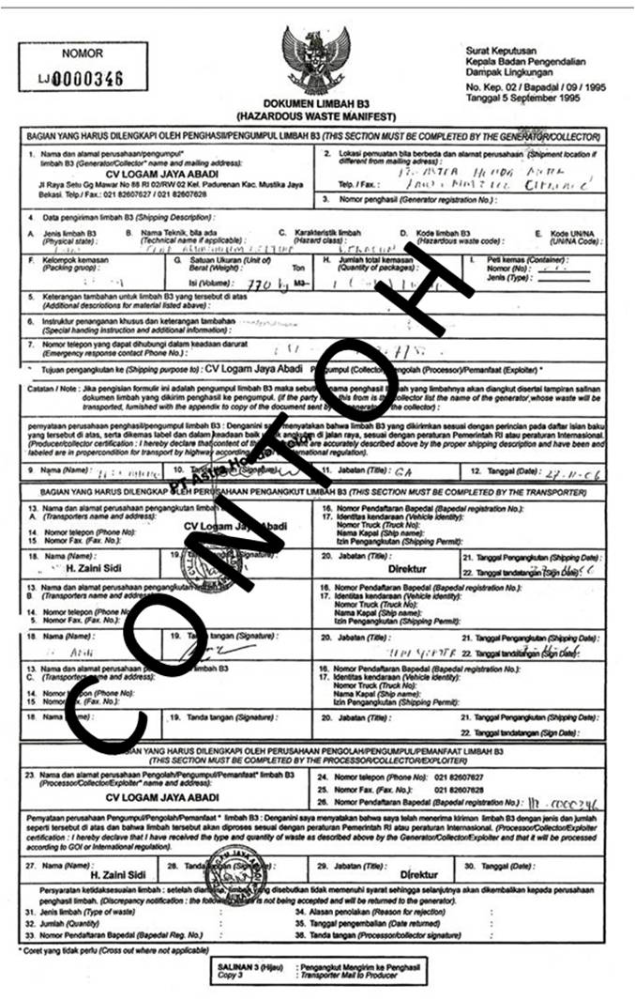 NOMOR
LJ 0000346
DOKUMEN LIMBAH B3
(HAZARDOUS WASTE MANIFEST)
Surat Keputusan
Kepala Badan Pengendalian
Dampak Lingkungan
No. Kep. 02 / Bapadal / 09 / 1995
Tanggal 5 September 1995
BAGIAN YANG HARUS DILENGKAPI OLEH PENGHASIL/PENGUMPUL LIMBAH B3 (THIS SECTION MUST BE COMPLETED BY THE GENERATOR/COLLECTOR)
1. Nama dan alamat perusahaan/pengumpul*
limbah B3 (Generator/Collector* name and mailing address):
CV LOGAM JAYA ABADI
Jl Raya Setu Gg Mawar No 88 RI 02/RW 02 Kel. Padurenan Kac. Mustika Jaya
Bekasi. Telp./ Fax.: 021 82607627 / 021 82607628
2. Lokasi pemuatan bila berbeda dan alamat perusahaan (Shipment location if
different from mailing adress) :
ASTRA HONDA MOTOR
Telp. / Fax. :
3. Nomor penghasil (Generator registration No.) :
4. Data pengiriman limbah B3 (Shipping Description) :
A. Jenis limbah B3
(Physical state) :
B. Nama Teknik, bila ada
(Technical name if applicable) :
C. Karakteristik limbah
(Hazard class) :
D. Kode limbah B3
(Hazardous waste code) :
E. Kode UN/NA
(UN/NA Code) :
F. Kelompok kemasan
(Packing gruop) :
G. Satuan Ukuran (Unit of)
Berat (Weight) : Ton
Isi (Volume) : 770 kg M3
H. Jumlah total kemasan
(Quantity of packages) :
I. Peti kemas (Container) :
Nomor (No) :
Jenis (Type) :
5. Keterangan tambahan untuk limbah B3 yang tersebut di atas
(Additional descriotions for material listed above) :
6. Instruktur penanganan khusus dan keterangan tambahan
(Special handing instruction and additional information) :
7. Nomor telepon yang dapat dihubungi dalam keadaan darurat
(Emergency response contact Phone No.) :
Tujuan pengangkutan ke (Shipping purpose to) : CV Logam Jaya Abadi Pengumpul (Collector) Pengolah (Processor)/Pemanfaat (Exploiter) *
Catatan / Note : Jika pengisian formulir ini adalah pengumpul limbah B3 maka sebut nama penghasil limbah yang limbahnya akan diangkut disertai lampiran salinan
dokumen limbah yang dikirim penghasil ke pengumpul. (if the party this from is the collector list the name of the generator,whose waste will be
transported, furnished with the appendix to copy of the document sent by the generator to the collector) :
pernyataan perusahaan penghasil/pengumpul limbah B3 : Denganini saya menyatakan bahwa limbah B3 yang dikirimkan sesuai dengan perincian pada daftar isian baku
yang tersebut di atas, serta dikemas label dan dalam keadaan baik angkutan di jalan raya, sesuai dengan peraturan Pemerintah RI atau peraturan Internasional.
(Producer/collector certification : I hereby declare that content of the are accurately described above by the proper shipping description and have been and
labeled are in propercondition for transport by highway according international regulation).
9. Nama (Name) :
10. Tanda tangan
PT Astra Honda Motor
11. Jabatan (Title) : GA
12. Tanggal (Date) : 27-11-06
BAGIAN YANG HARUS DILENGKAP OLEH PERUSAHAAN PENGANGKUT LIMBAH B3 (THIS SECTION MUST BE COMPLETED BY THE TRANSPORTER)
13. Nama dan alamat perusahaan pengangkutan limbah
A. (Transporters name and address):
CV Logam Jaya Abadi
14. Nomor telepon (Phone No):
15 Nomor Fax. (Fax. No):
16. Nomor Pendaftaran Bapedal (Bapedal registration No.):
17. Identitas kendaraan (Vehicle identity):
Nomor Truck (Truck No):
Nama Kapal (Ship name):
Izin Pengangkutan (Shipping Permit):
18. Nama (Name) :
H. Zaini Sidi
19. Tanda tangan (Signature) :
20. Jabatan (Title) :
Direktur
21. Tanggal Pengangkutan (Shipping Date) :
22. Tanggal tandatangan (Sign Date) :
13. Nama dan alamat perusahaan pengangkutan limbah B3
B (Transporters name and address):
14. Nomor telepon (Phone No)
5. Nomor Fax. (Fax. No.):
16. Nomor Pendaftaran Bapedal (Bapedal registration No.):
17. Identitas kendaraan (Vehicle identity):
Nomor Truck (Truck No):
Nama Kapal (Ship name):
Izin Pengangkutan (Shipping Permit):
18. Nama (Name) :
19. Tanda tangan (Signature) :
20. Jabatan (Title) :
21. Tanggal Pengangkutan (Shipping Date) :
22. Tanggal tandatangan (Sign Date) :
13. Nama dan alamat perusahaan limbah B3
C. (Transporters name and address):
14. Nomor telepon (Phone No):
15 Nomor Fax. (Fax. No.):
16. Nomor Pendaftaran Bapedal (Bapedal registration No.):
17. Identitas kendaraan (Vehicle identity):
Nomor Truck (Truck No):
Nama Kapal (Ship name):
Izin Pengangkutan (Shipping Permit):
18. Nama (Name) :
19. Tanda tangan (Signature) :
20. Jabatan (Title) :
21. Tanggal Pengangkutan (Shipping Date) :
22. Tanggal tandatangan (Sign Date) :
BAGIAN YANG HARUS DILENGKAPI OLEH PERUSAHAAN PENGOLAH/PENGUMPUL/PEMANFAAT LIMBAH B3
(THIS SECTION MUST BE COMPLETED BY THE PROCESSOR/COLLECTOR/EXPLOITER)
23. Nama dan alamat perusahaan Pengolah/Pengumpul/Pemanfaat* limbah B3
(Processor/Collector/Exploiter* name and address):
CV LOGAM JAYA ABADI
24. Nomor telepon (Phone No): 021 82607627
25. Nomor Fax. (Fax No.): 021 82607628
26. Nomor Pendaftaran Bapedal (Bapedal registration No.) :
Pernyataan perusahaan Pengumpul/Pengolah/Pemanfaat * limbah B3 : Denganini saya menyatakan bahwa saya telah menerima kiriman limbah B3 dengan jenis dan jumlah
seperti tersebut di atas dan bahwa limbah tersebut akan diproses sesuai dengan peraturan Pemerintah RI atau peraturan Internasional. (Processor/Collector/Exploiter
certification : I hereby declare that I have received the type and quantity of waste as described above by the Generator/Collector/Exploiter and that it will be processed
according to GOI or International regulation).
27. Nama (Name) :
H. Zaini Sidi
28. Tanda tangan (Signature) :
29. Jabatan (Title) :
Direktur
30. Tanggal (Date) :
Persyaratan ketidaksesuaian limbah : setelah dianalisa, limbah yang disebutkan tidak memenuhi syarat sehingga selanjutnya akan dikembalikan kepada perusahaan
penghasil limbah. (Discrepancy notification : the following waste is not being accepted and will be returned to the generator).
31. Jenis limbah (Type of waste) :
32. Jumlah (Quantity) :
33. Nomor Pendaftaran Bapedal (Bapedal Reg. No.) :
34. Alasan penolakan (Reason for rejection) :
35. Tanggal pengembalian (Date returned) :
36. Tanda tangan (Processor/collector signature) :
* Coret yang tidak perlu (Cross out where not applicable)
SALINAN 3 (Hijau) : Pengangkut Mengirim ke Penghasil
Copy 3 : Transporter Mail to Producer
CONTOH